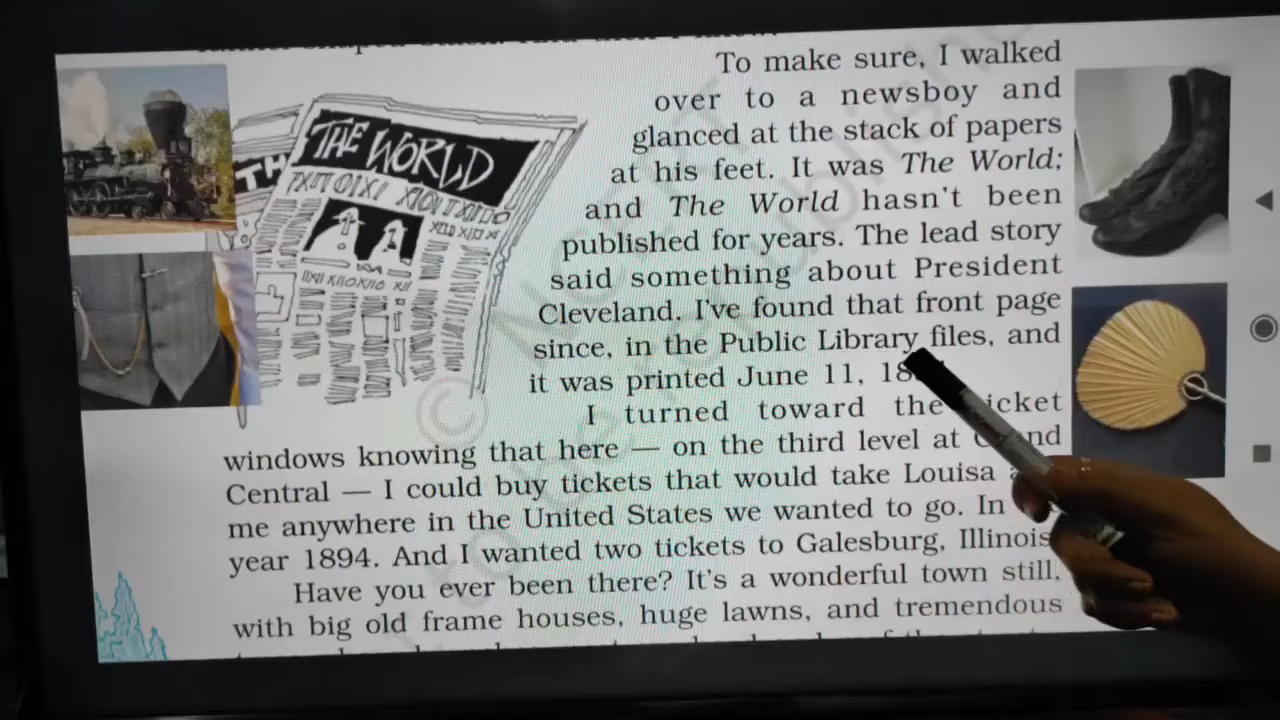 To make sure, I walked
over to a newsboy and
glanced at the stack of papers
at his feet. It was The World;
and The World hasn't been
published for years. The lead story
said something about President
Cleveland. I've found that front page
since, in the Public Library files, and
it was printed June 11, 18
I turned toward the
windows knowing that here — on the third level at
Central — I could buy tickets that would take Louisa
me anywhere in the United States we wanted to go. In
year 1894. And I wanted two tickets to Galesburg, Illinois
Have you ever been there? It's a wonderful town still,
with big old frame houses, huge lawns, and tremendous
THE WORLD
TH